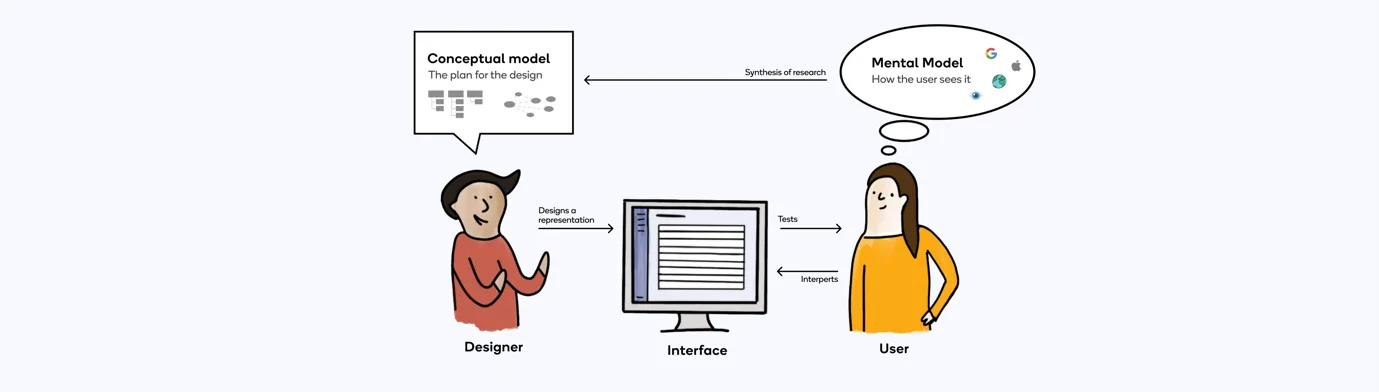 Conceptual model
The plan for the design
Synthesis of research
Mental Model
How the user sees it
Designs a
representation
Tests
Interperts
Designer
Interface
User